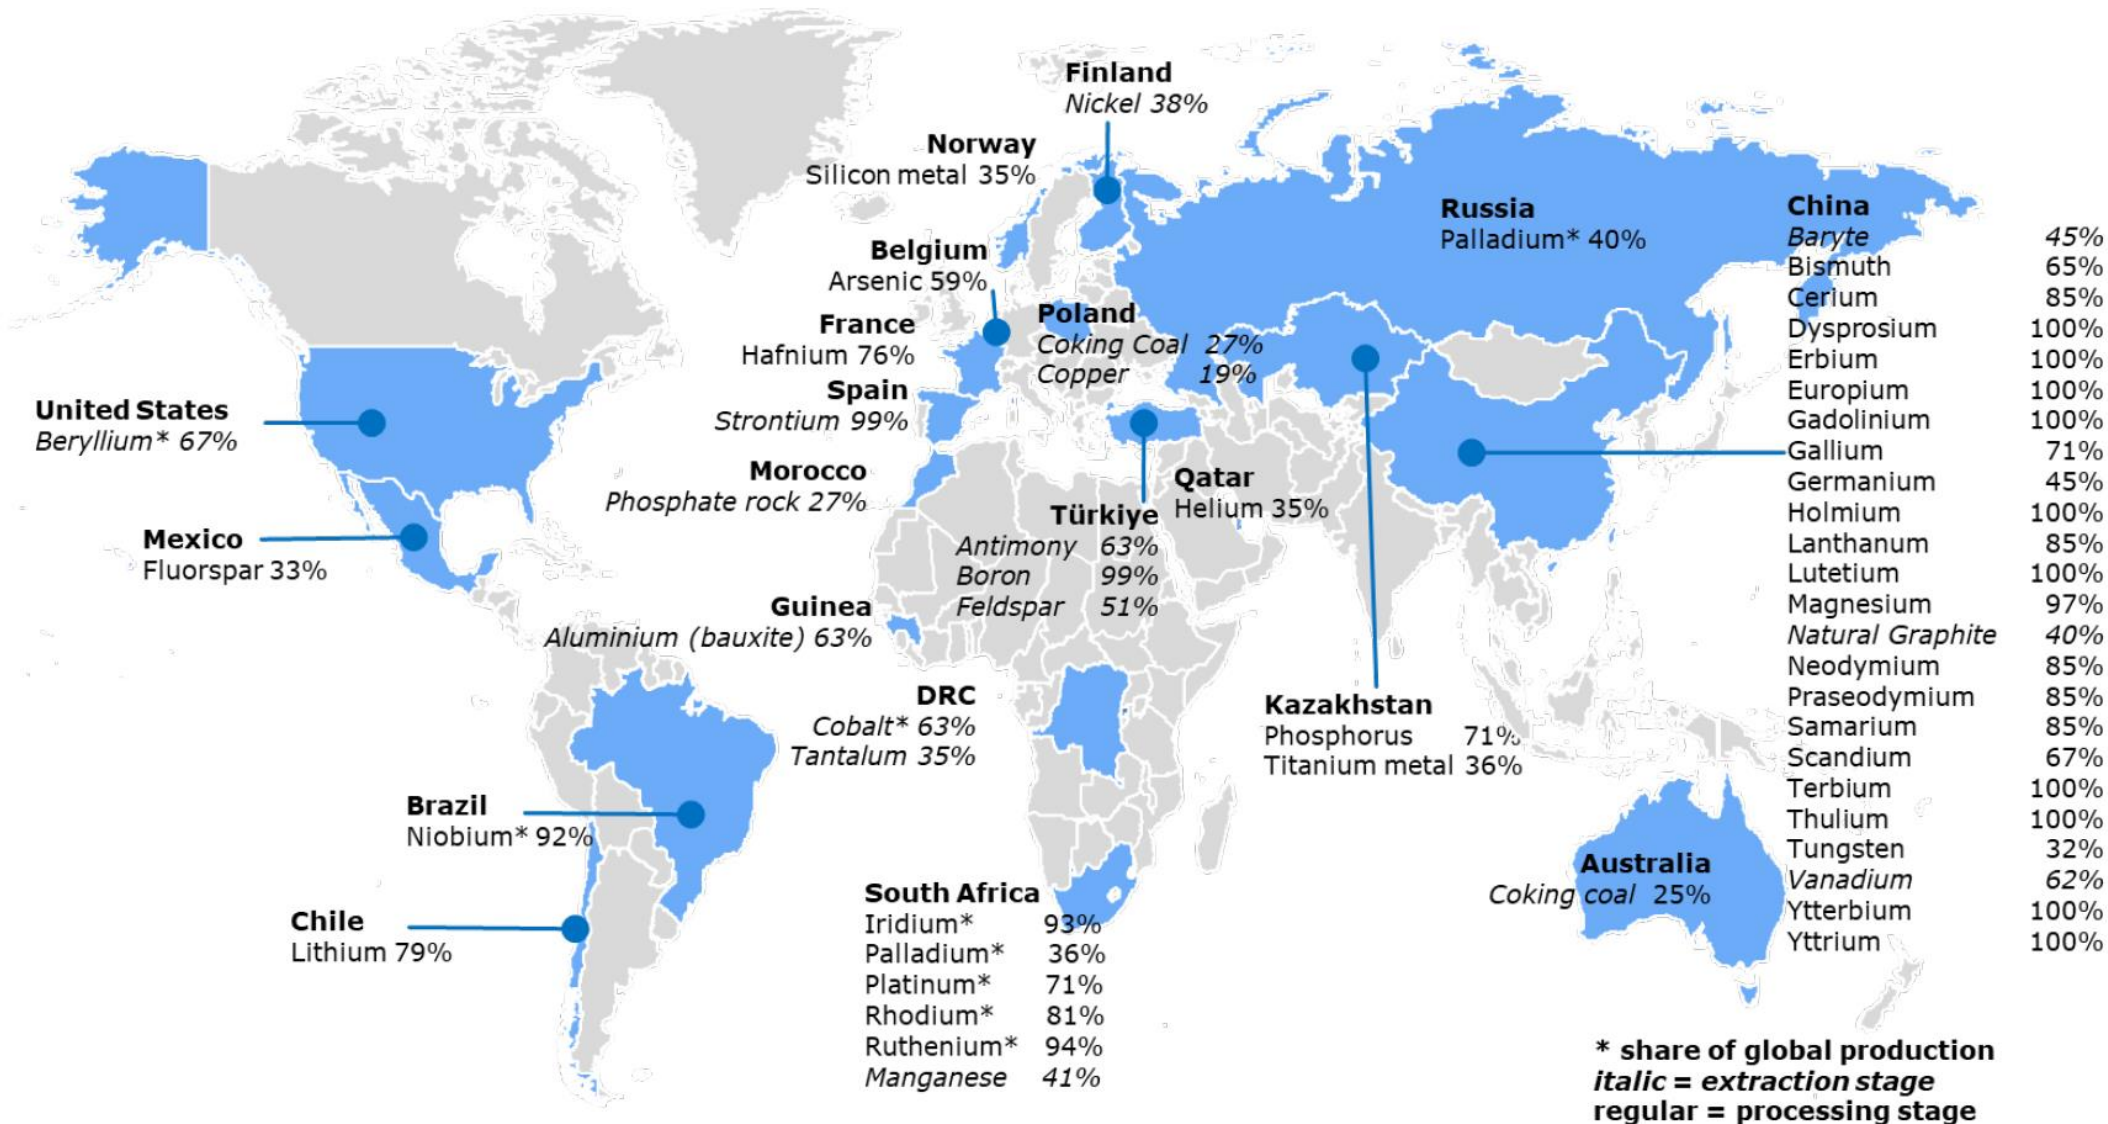 Finland
Nickel 38%
Norway
Silicon metal 35%
Belgium
Arsenic 59%
France
Hafnium 76%
Spain
Strontium 99%
Morocco
Phosphate rock 27%
Poland
Coking Coal 27%
Copper 19%
Russia
Palladium* 40%
United States
Beryllium* 67%
Mexico
Fluorspar 33%
Qatar
Helium 35%
Türkiye
Antimony 63%
Boron 99%
Feldspar 51%
Guinea
Aluminium (bauxite) 63%
DRC
Cobalt* 63%
Tantalum 35%
Kazakhstan
Phosphorus 71%
Titanium metal 36%
Brazil
Niobium* 92%
Chile
Lithium 79%
South Africa
Iridium* 93%
Palladium* 36%
Platinum* 71%
Rhodium* 81%
Ruthenium* 94%
Manganese 41%
Australia
Coking coal 25%
China
Baryte 45%
Bismuth 65%
Cerium 85%
Dysprosium 100%
Erbium 100%
Europium 100%
Gadolinium 100%
Gallium 71%
Germanium 45%
Holmium 100%
Lanthanum 85%
Lutetium 100%
Magnesium 97%
Natural Graphite 40%
Neodymium 85%
Praseodymium 85%
Samarium 85%
Scandium 67%
Terbium 100%
Thulium 100%
Tungsten 32%
Vanadium 62%
Ytterbium 100%
Yttrium 100%
* share of global production
italic = extraction stage
regular = processing stage